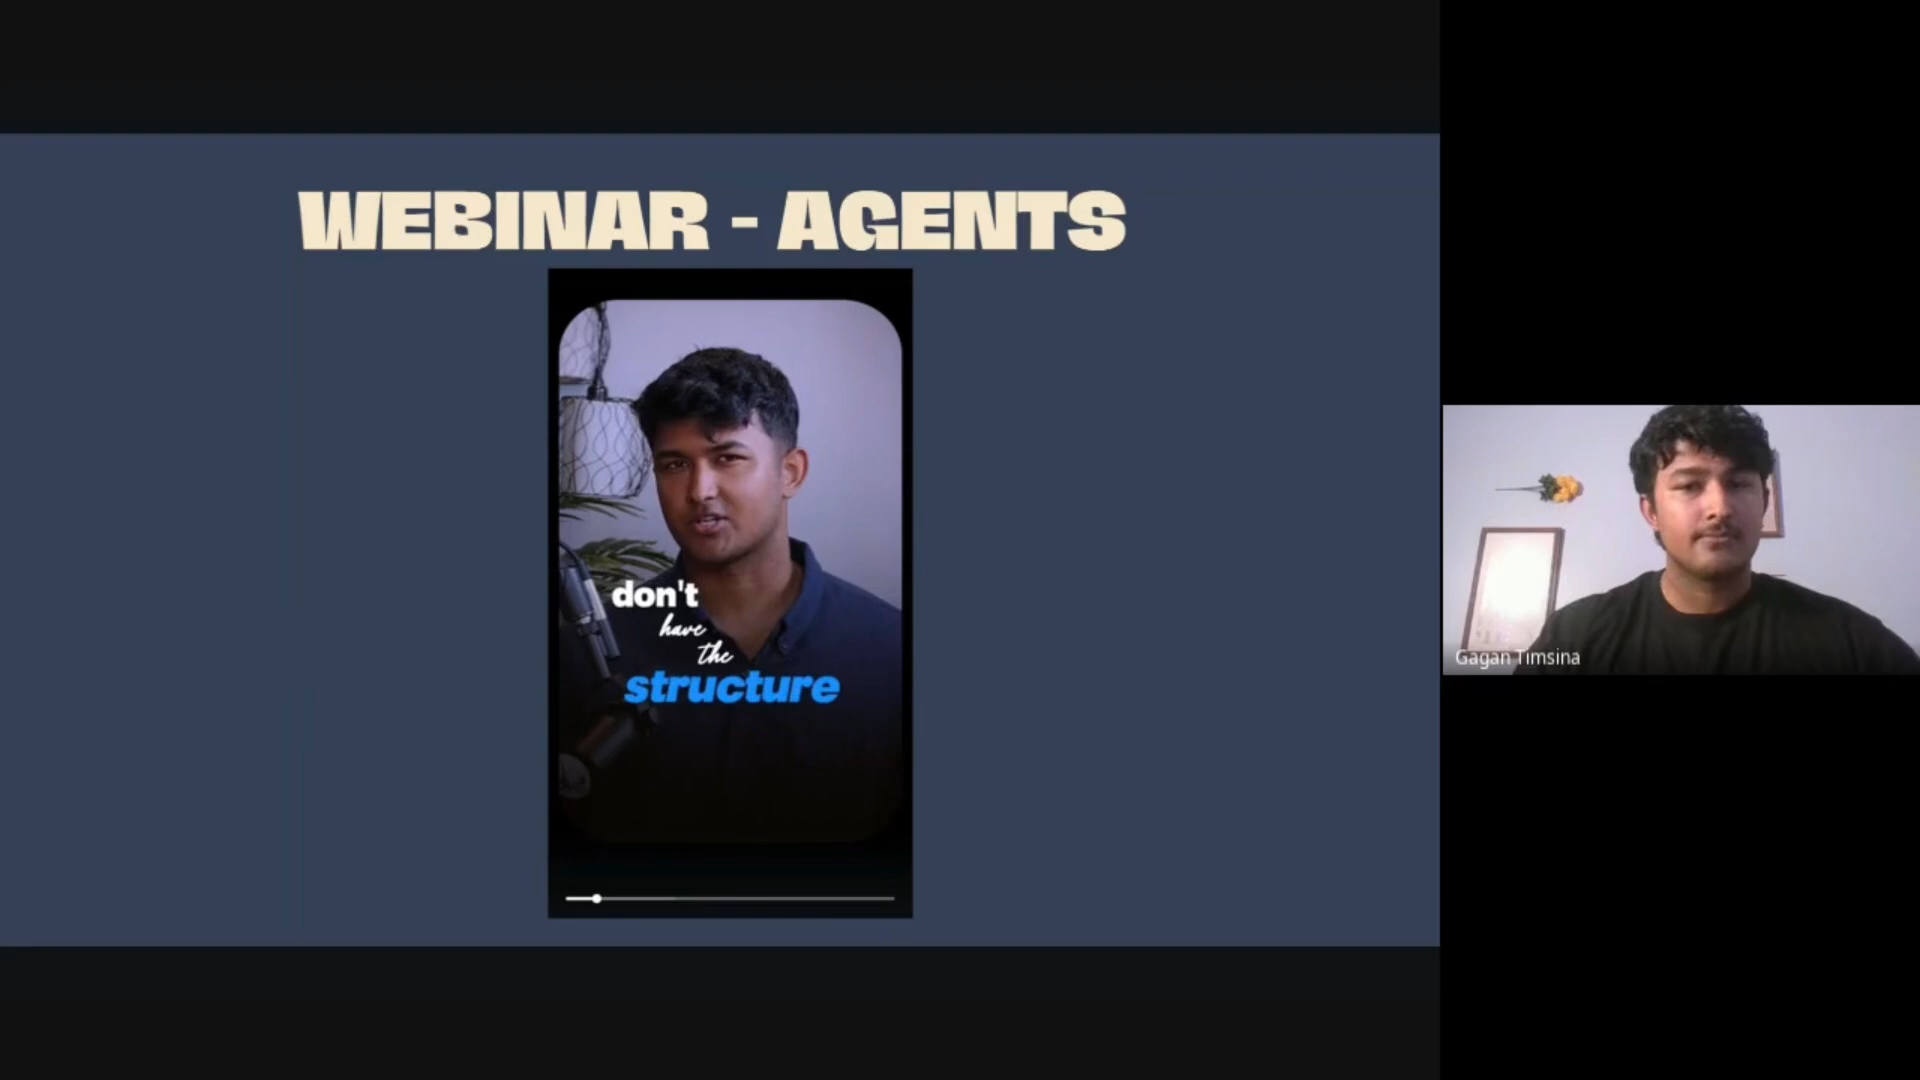 WEBINAR - AGENTS
don't
have
the
structure
Gagan Timsina